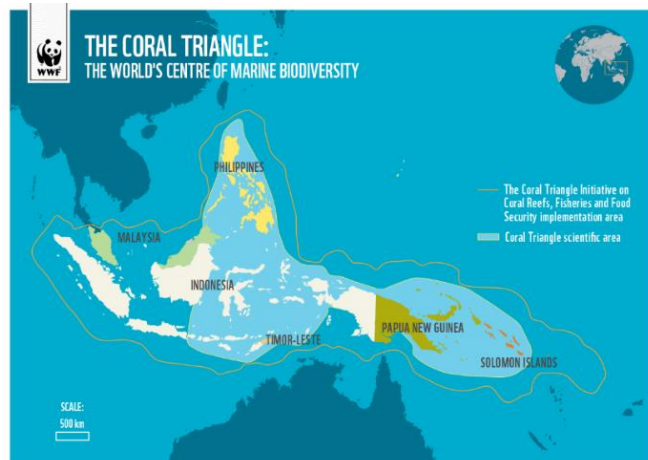 WWF
THE CORAL TRIANGLE:
THE WORLD'S CENTRE OF MARINE BIODIVERSITY
PHILIPPINES
The Coral Triangle Initiative on
Coral Reefs, Fisheries and Food
Security implementation area
Coral Triangle scientific area
MALAYSIA
INDONESIA
TIMOR-LESTE
PAPUA NEW GUINEA
SOLOMON ISLANDS
SCALE:
500 km